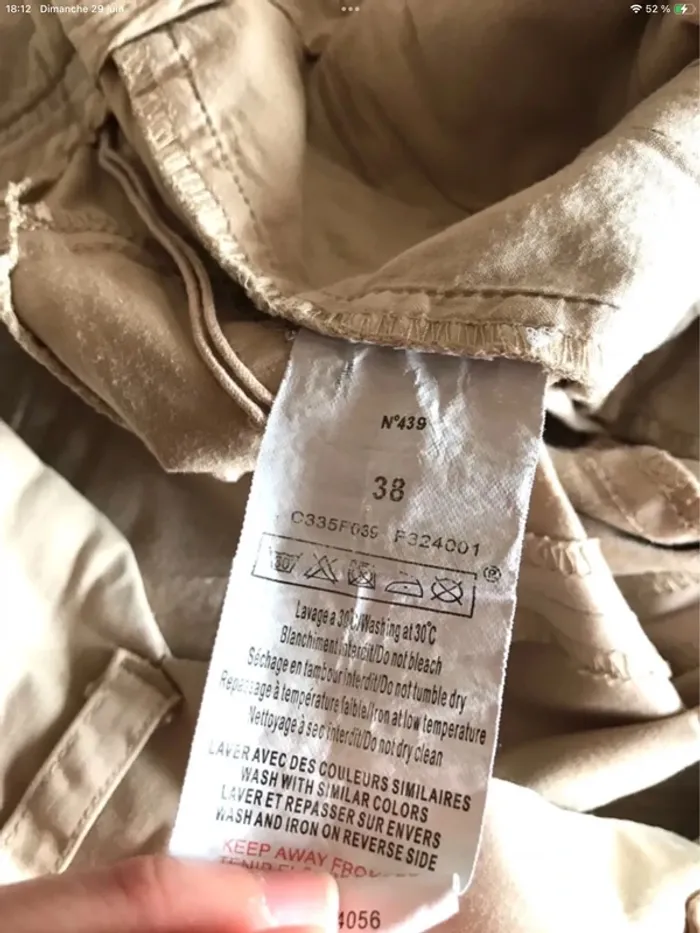 18:12 Dimanche 29 juin
52 %
N°439
38
C335F039 F324001
30°
Lavage a 30°C/Washing at 30°C
Blanchiment interdit/Do not bleach
Séchage en tambour interdit/Do not tumble dry
Repassage à température faible/Iron at low temperature
Nettoyage à sec interdit/Do not dry clean
LAVER AVEC DES COULEURS SIMILAIRES
WASH WITH SIMILAR COLORS
LAVER ET REPASSER SUR ENVERS
WASH AND IRON ON REVERSE SIDE
KEEP AWAY FROM
4056